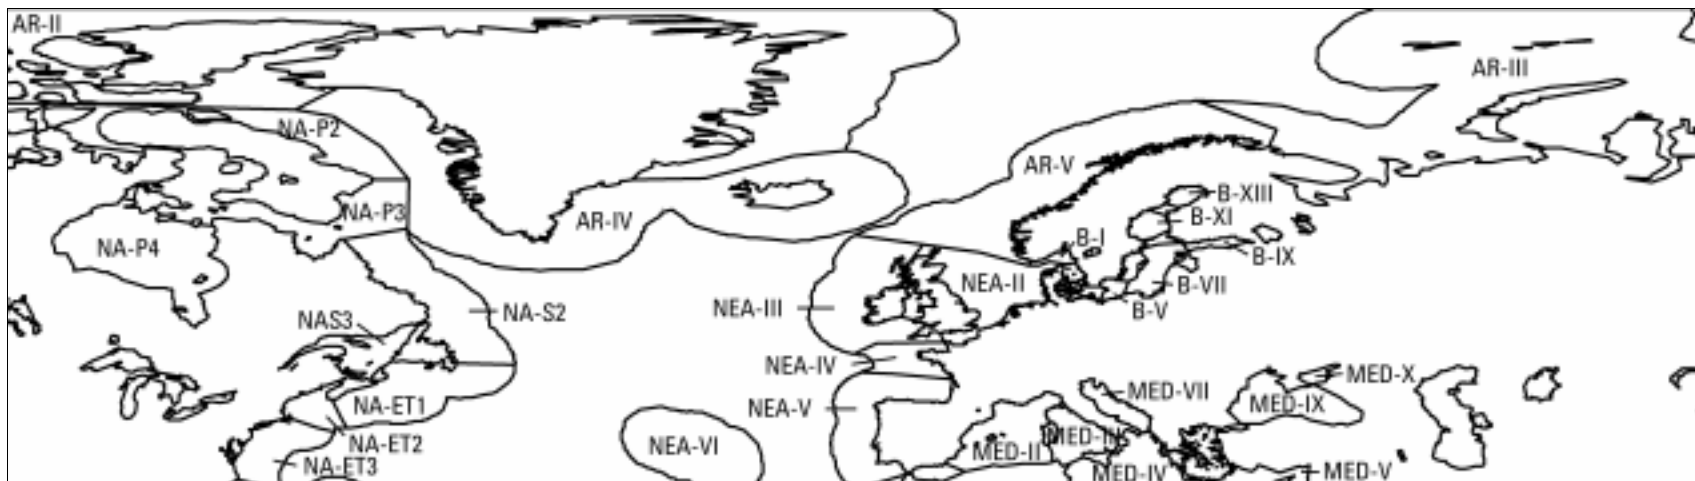 AR-II
AR-III
NA-P2
AR-V
B-XIII
NA-P3
AR-IV
B-XI
NA-P4
B-I
B-IX
NEA-II
B-VII
NEA-III
NA-S2
B-V
NAS3
NEA-IV
MED-X
MED-VII
NA-ET1
NEA-V
MED-IX
NA-ET2
NEA-VI
MED-III
MED-II
NA-ET3
MED-IV
MED-V